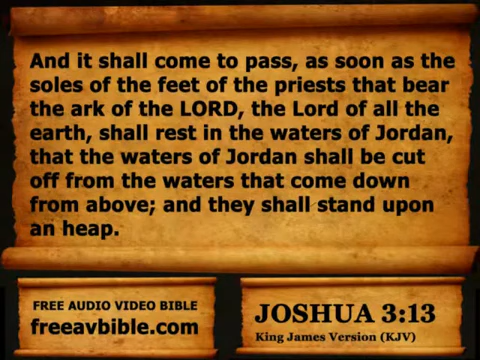 And it shall come to pass, as soon as the
soles of the feet of the priests that bear
the ark of the LORD, the Lord of all the
earth, shall rest in the waters of Jordan,
that the waters of Jordan shall be cut
off from the waters that come down
from above; and they shall stand upon
an heap.
FREE AUDIO VIDEO BIBLE
freeavbible.com
JOSHUA 3:13
King James Version (KJV)